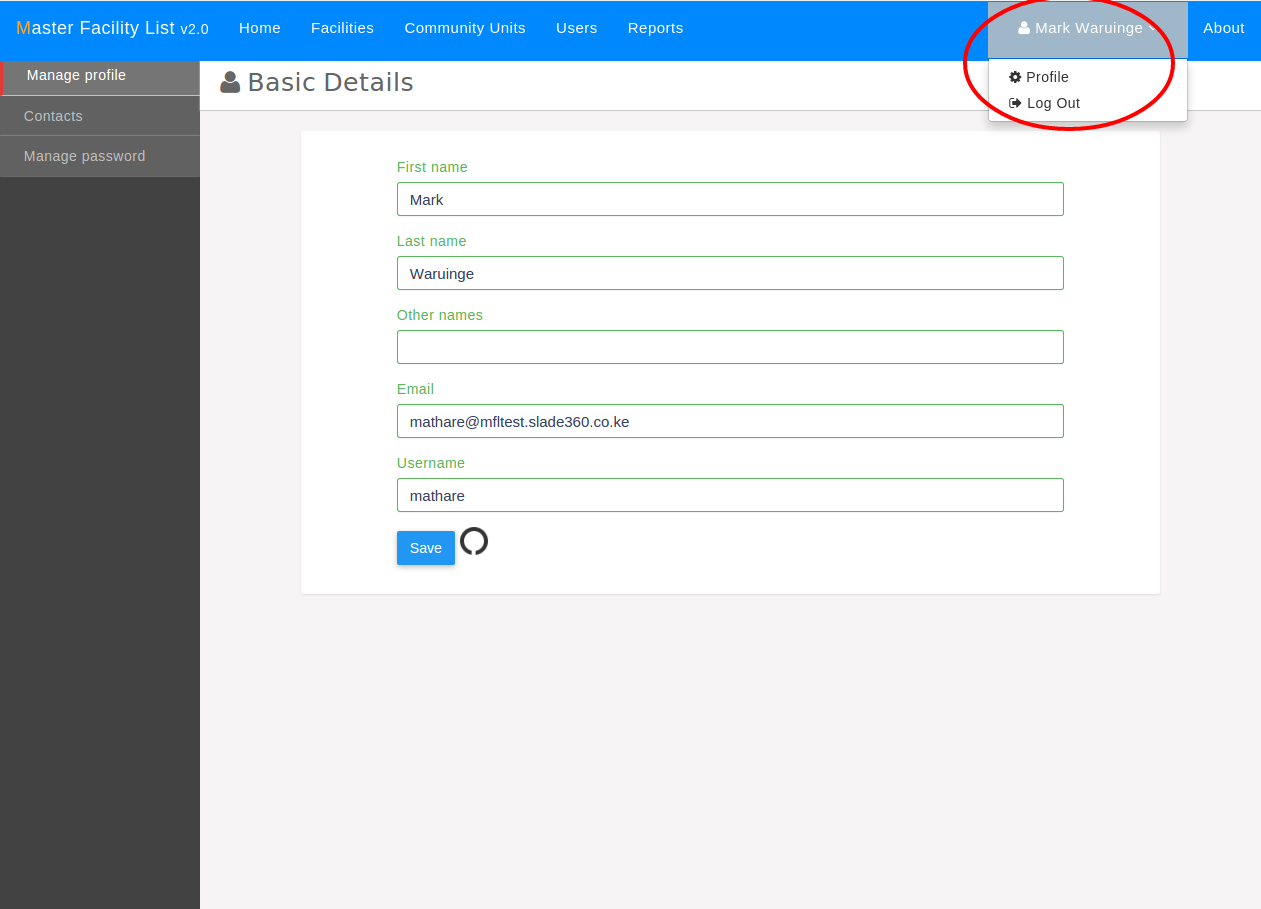 Master Facility List v2.0 Home Facilities Community Units Users Reports Mark Waruinge About
Profile
Log Out
Manage profile
Contacts
Manage password
Basic Details
First name
Mark
Last name
Waruinge
Other names
Email
mathare@mfltest.slade360.co.ke
Username
mathare
Save